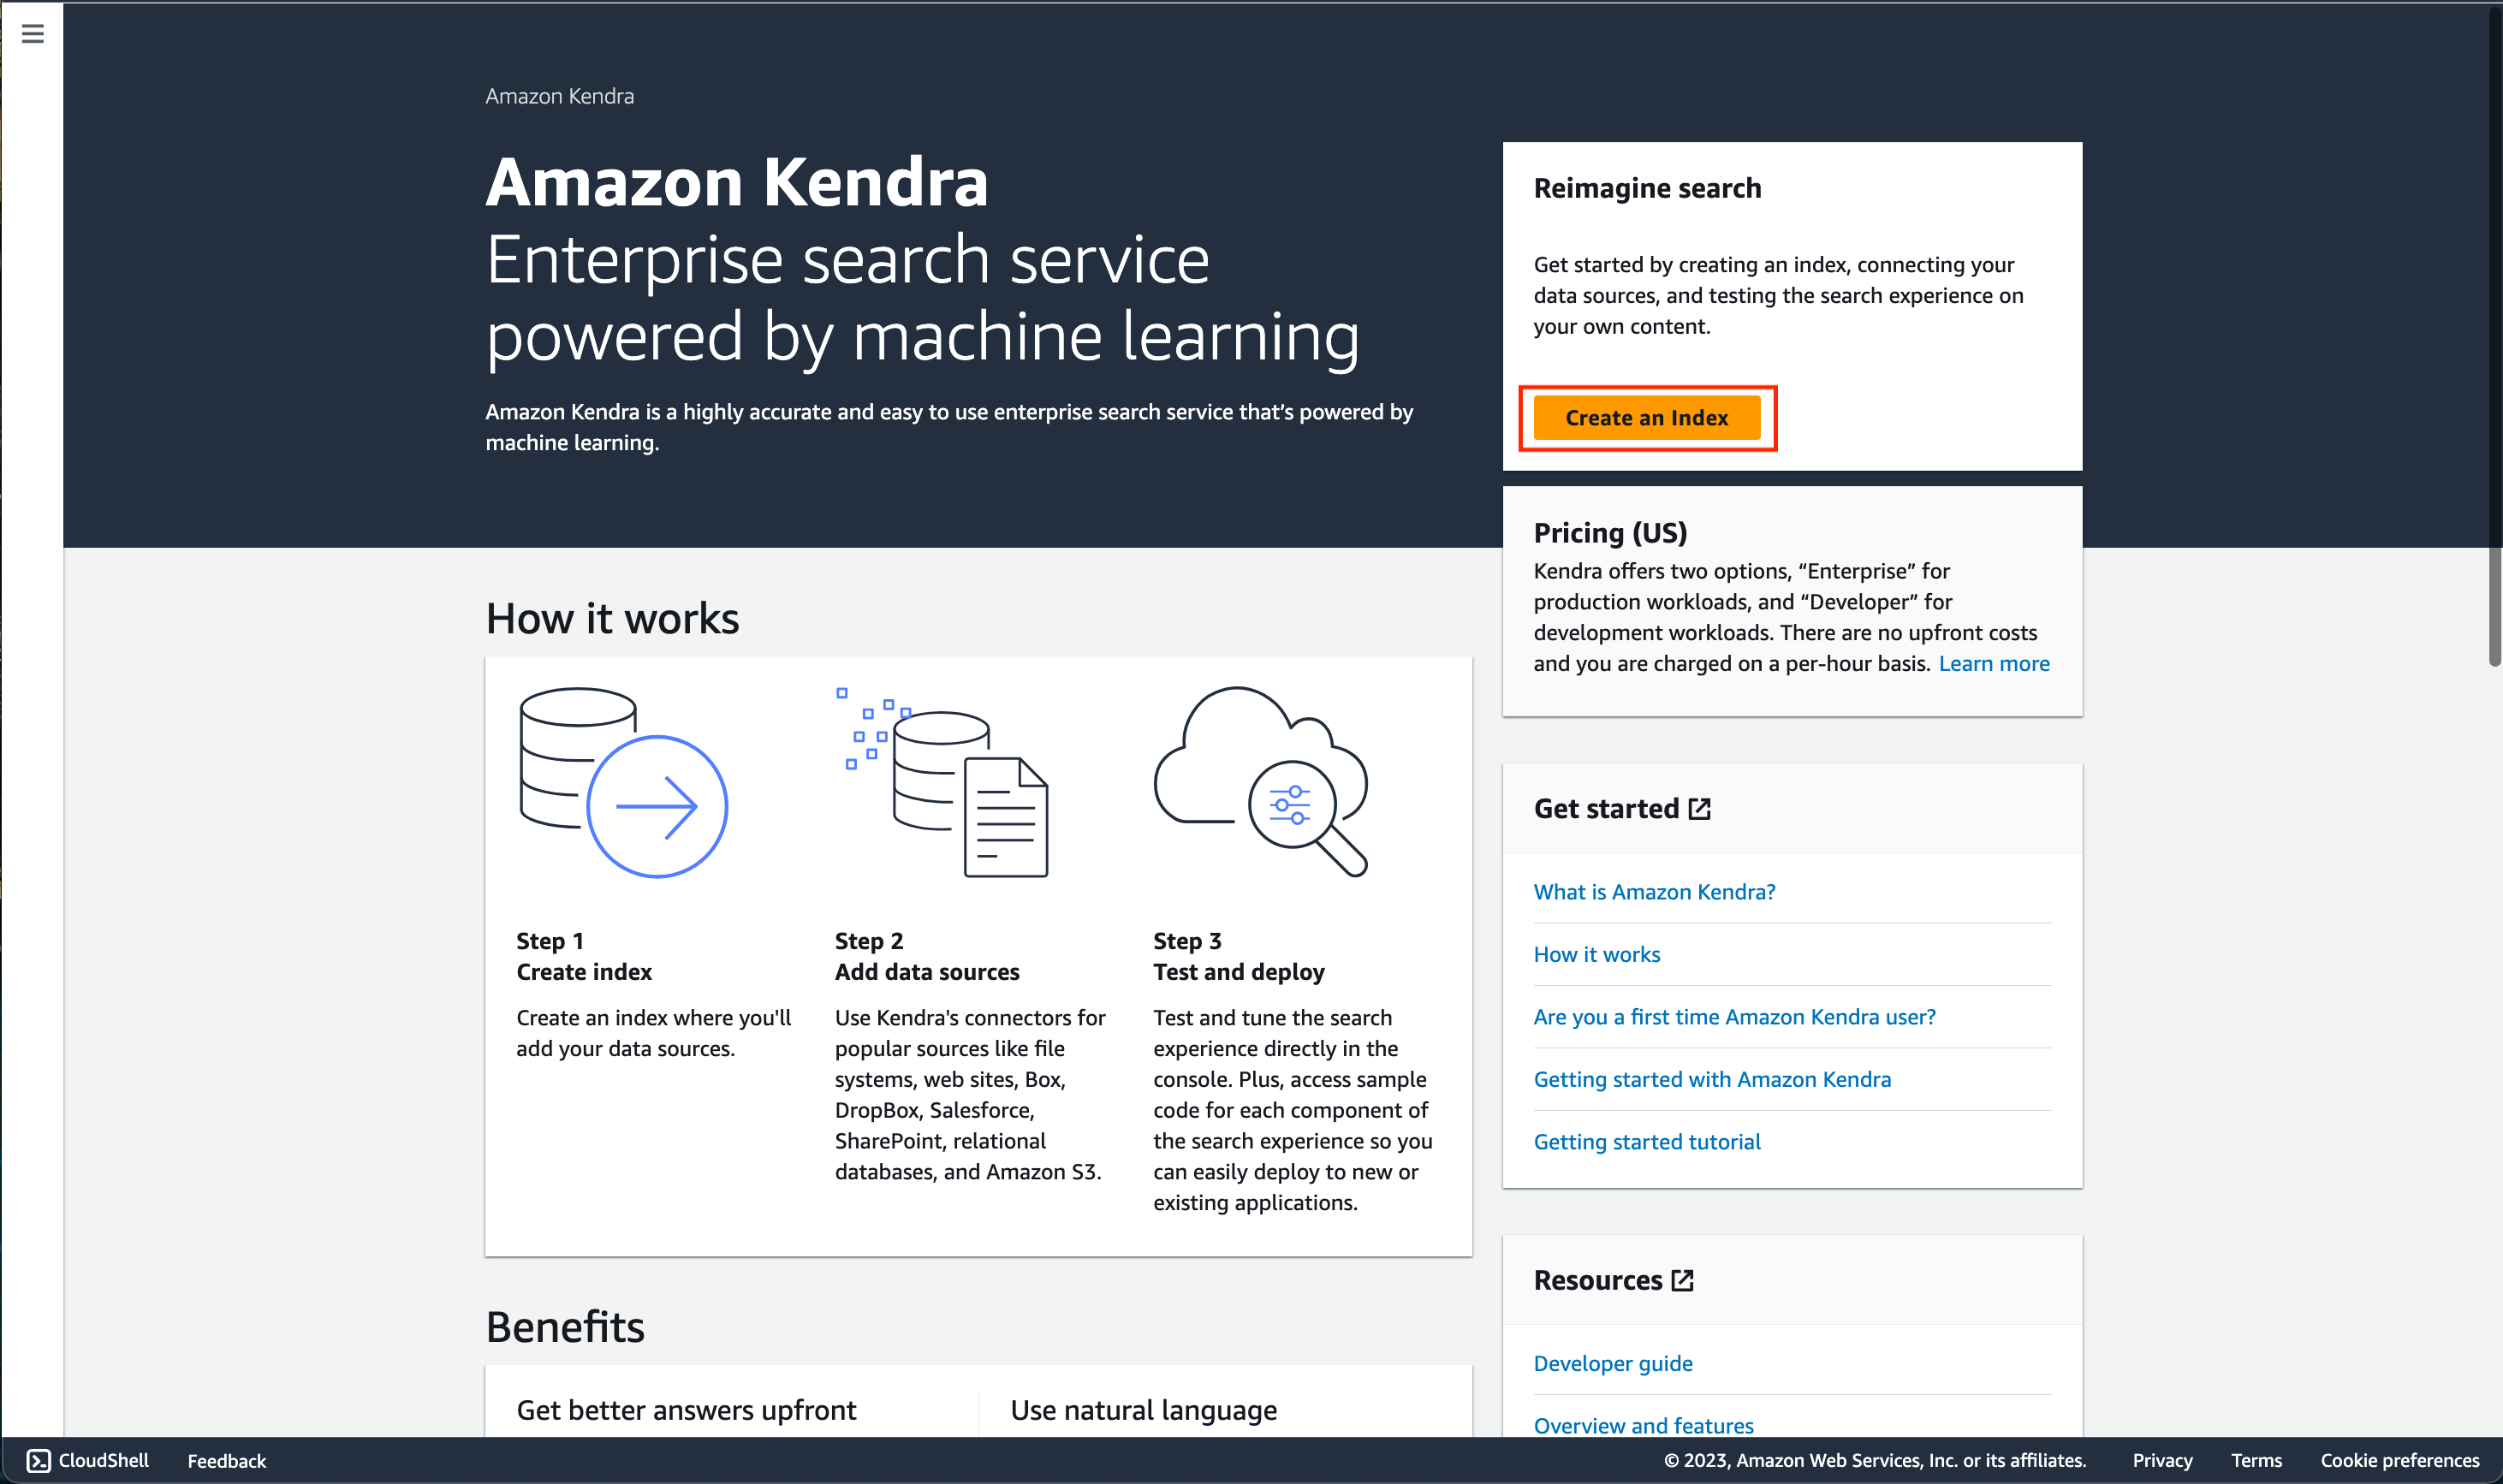 Amazon Kendra
Amazon Kendra
Enterprise search service
powered by machine learning
Amazon Kendra is a highly accurate and easy to use enterprise search service that’s powered by
machine learning.
Reimagine search
Get started by creating an index, connecting your
data sources, and testing the search experience on
your own content.
Create an Index
Pricing (US)
Kendra offers two options, “Enterprise” for
production workloads, and “Developer” for
development workloads. There are no upfront costs
and you are charged on a per-hour basis. Learn more
How it works
Step 1
Create index
Create an index where you'll
add your data sources.
Step 2
Add data sources
Use Kendra's connectors for
popular sources like file
systems, web sites, Box,
DropBox, Salesforce,
SharePoint, relational
databases, and Amazon S3.
Step 3
Test and deploy
Test and tune the search
experience directly in the
console. Plus, access sample
code for each component of
the search experience so you
can easily deploy to new or
existing applications.
Get started
What is Amazon Kendra?
How it works
Are you a first time Amazon Kendra user?
Getting started with Amazon Kendra
Getting started tutorial
Resources
Developer guide
Overview and features
Benefits
Get better answers upfront
Use natural language
CloudShell
Feedback
© 2023, Amazon Web Services, Inc. or its affiliates.
Privacy
Terms
Cookie preferences